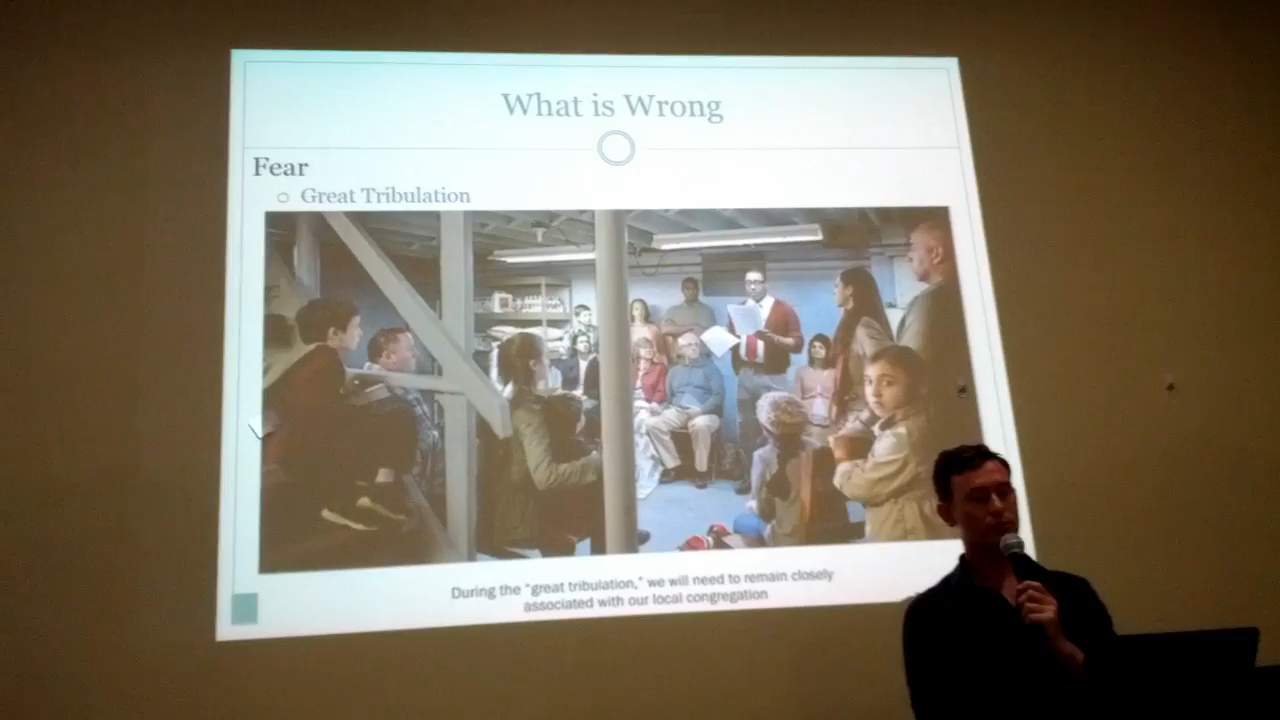 What is Wrong
Fear
Great Tribulation
During the "great tribulation," we will need to remain closely
associated with our local congregation